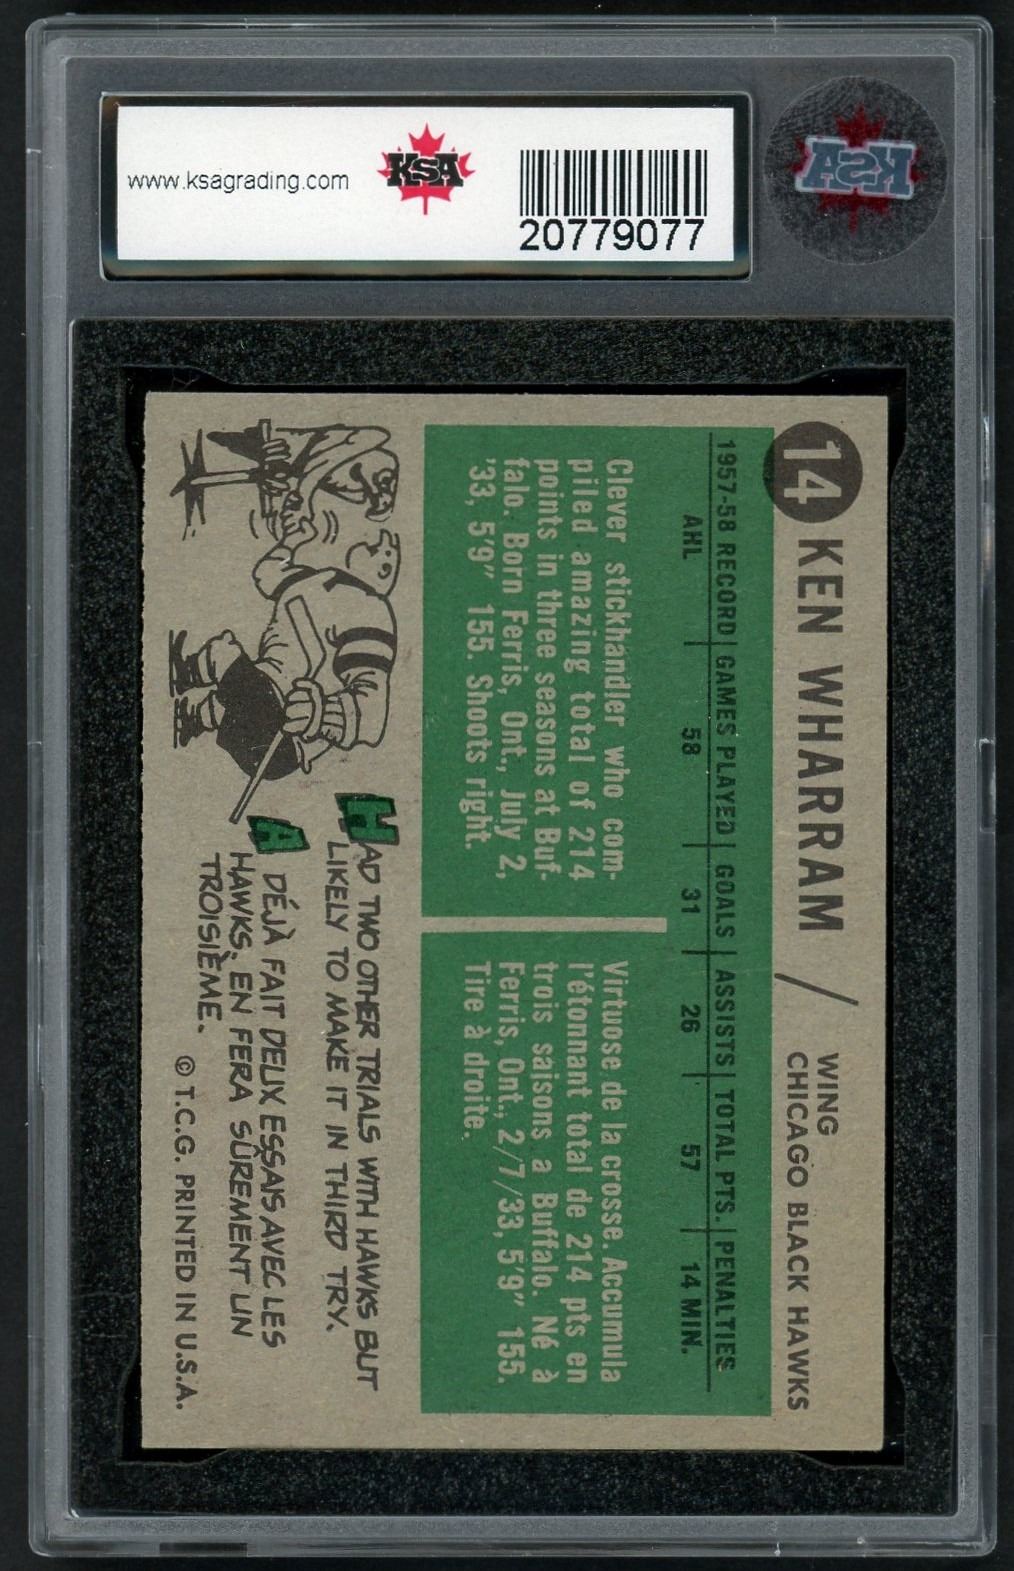 www.ksagrading.com
KSA
20779077
KSA
14 KEN WHARRAM / WING
CHICAGO BLACK HAWKS
1957-58 RECORD | GAMES PLAYED | GOALS | ASSISTS | TOTAL PTS. | PENALTIES
AHL 58 31 26 57 14 MIN.
Clever stickhandler who com-
piled amazing total of 214
points in three seasons at Buf-
falo. Born Ferris, Ont., July 2,
'33, 5'9" 155. Shoots right.
Virtuose de la crosse. Accumula
l'étonnant total de 214 pts en
trois saisons a Buffalo. Né à
Ferris, Ont., 2/7/33, 5'9" 155.
Tire à droite.
HAD TWO OTHER TRIALS WITH HAWKS BUT
LIKELY TO MAKE IT IN THIRD TRY.
A DÉJÀ FAIT DEUX ESSAIS AVEC LES
HAWKS, EN FERA SÛREMENT UN
TROISIÈME.
© T.C.G. PRINTED IN U.S.A.